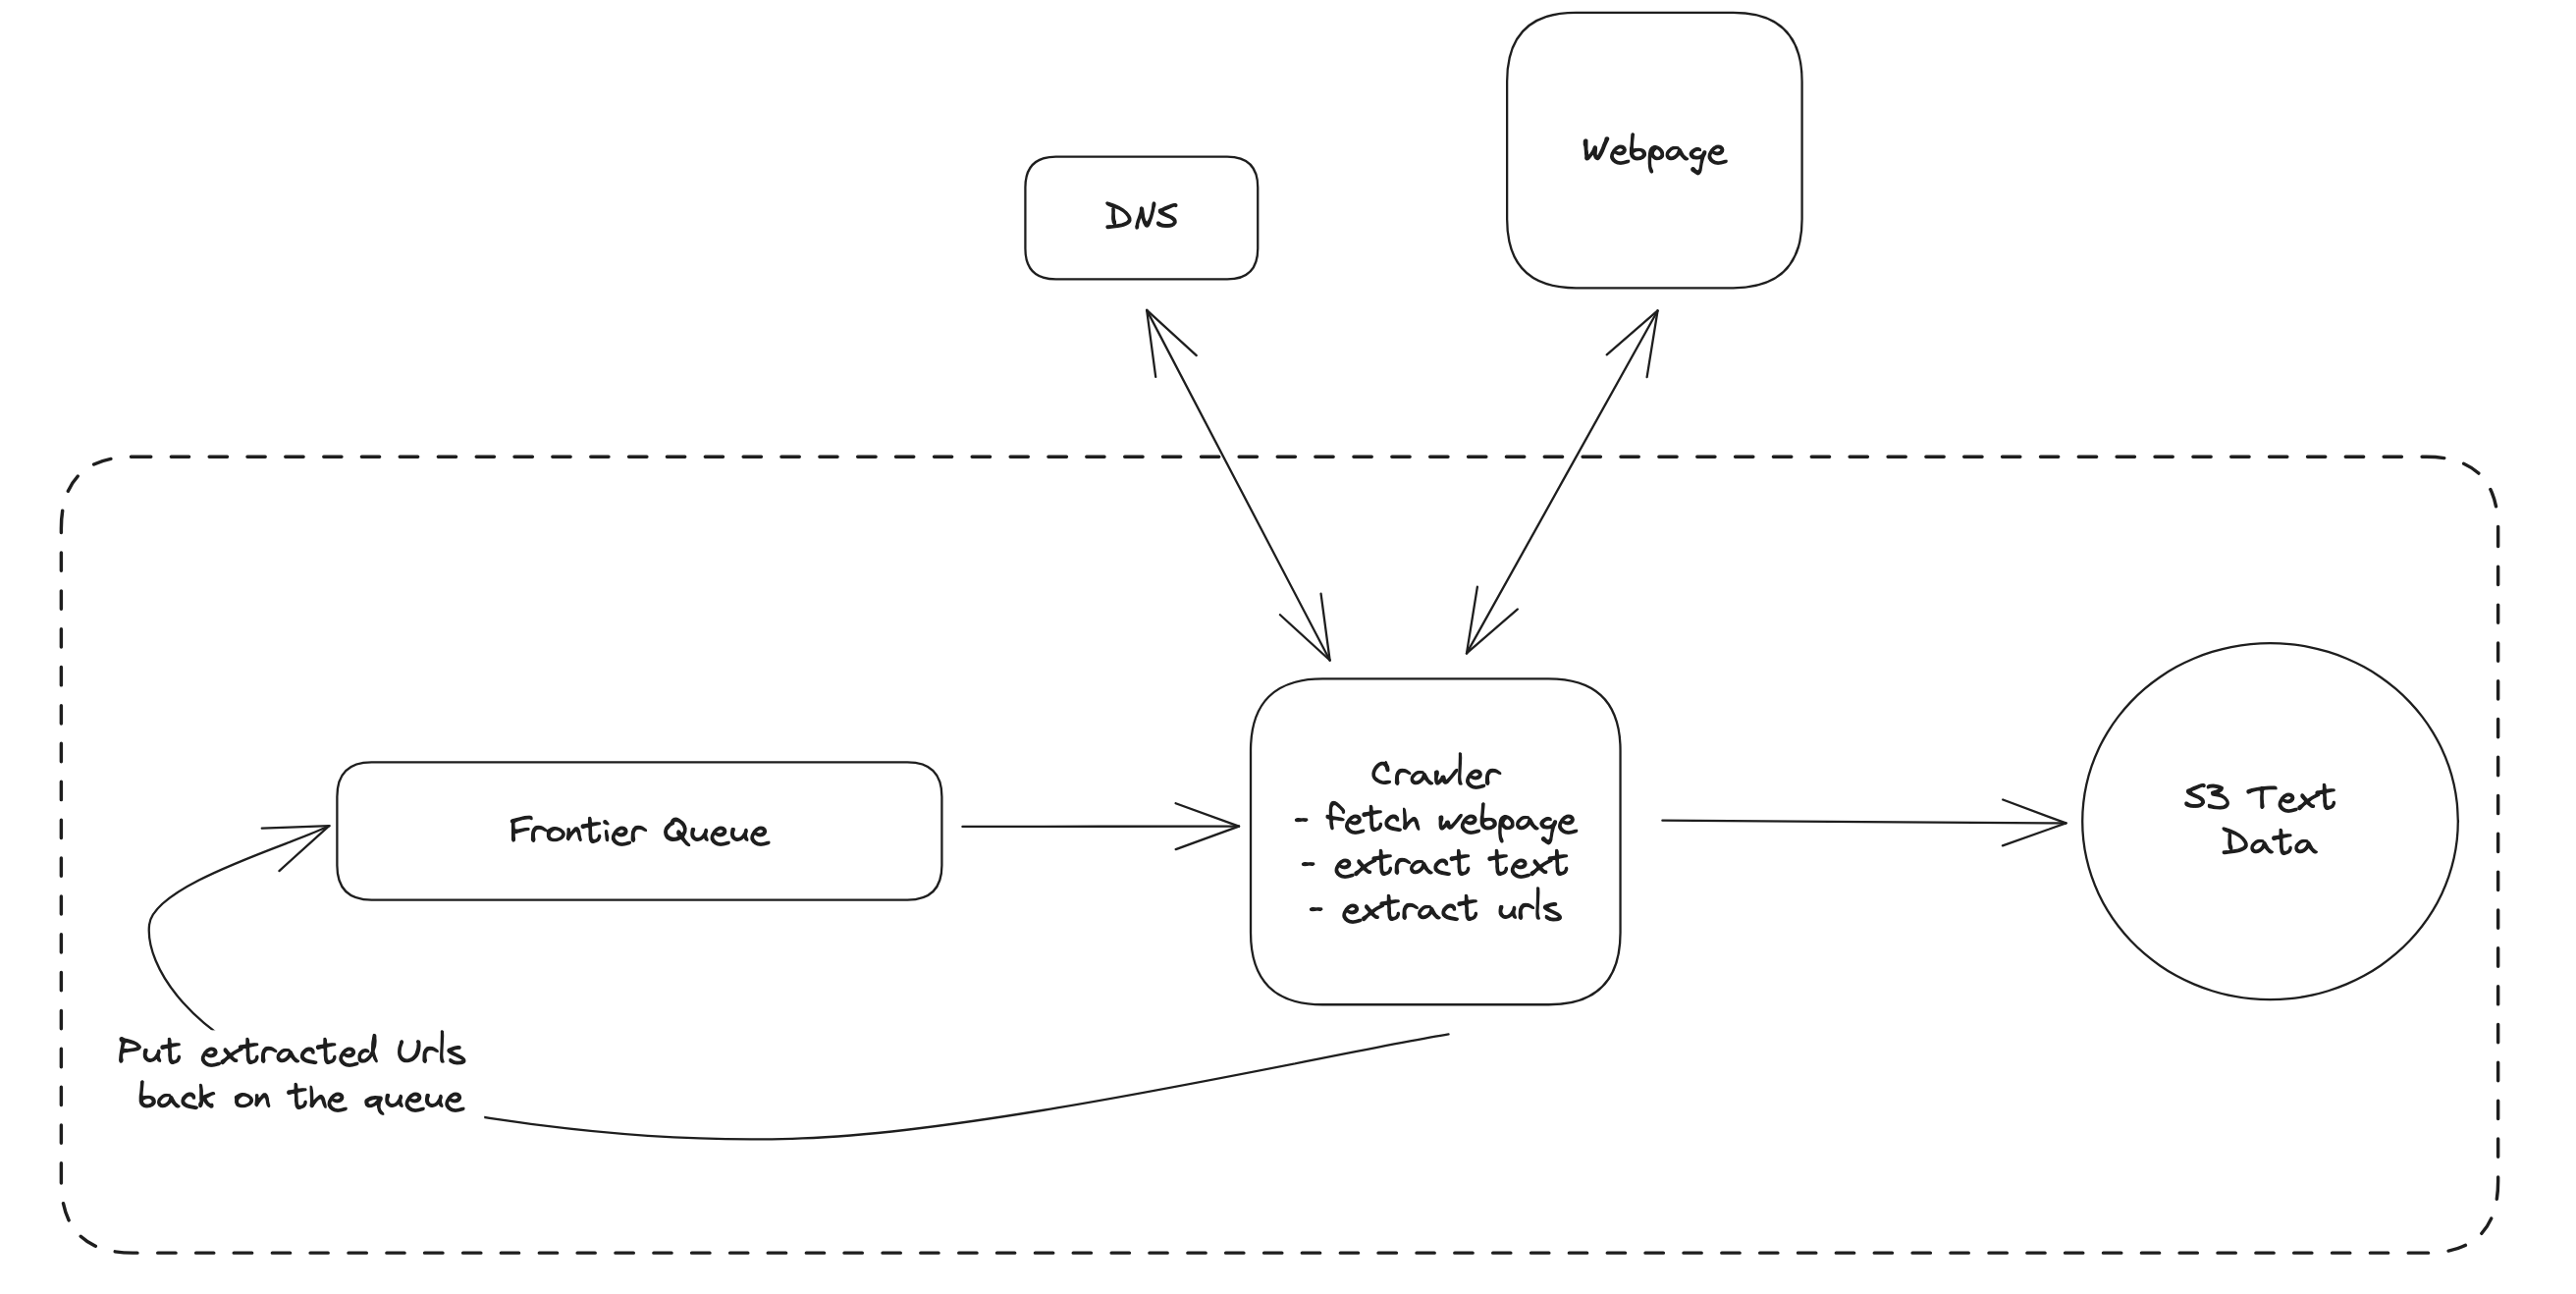 Webpage
DNS
Frontier Queue
Crawler
- fetch webpage
- extract text
- extract urls
S3 Text
Data
Put extracted Urls
back on the queue